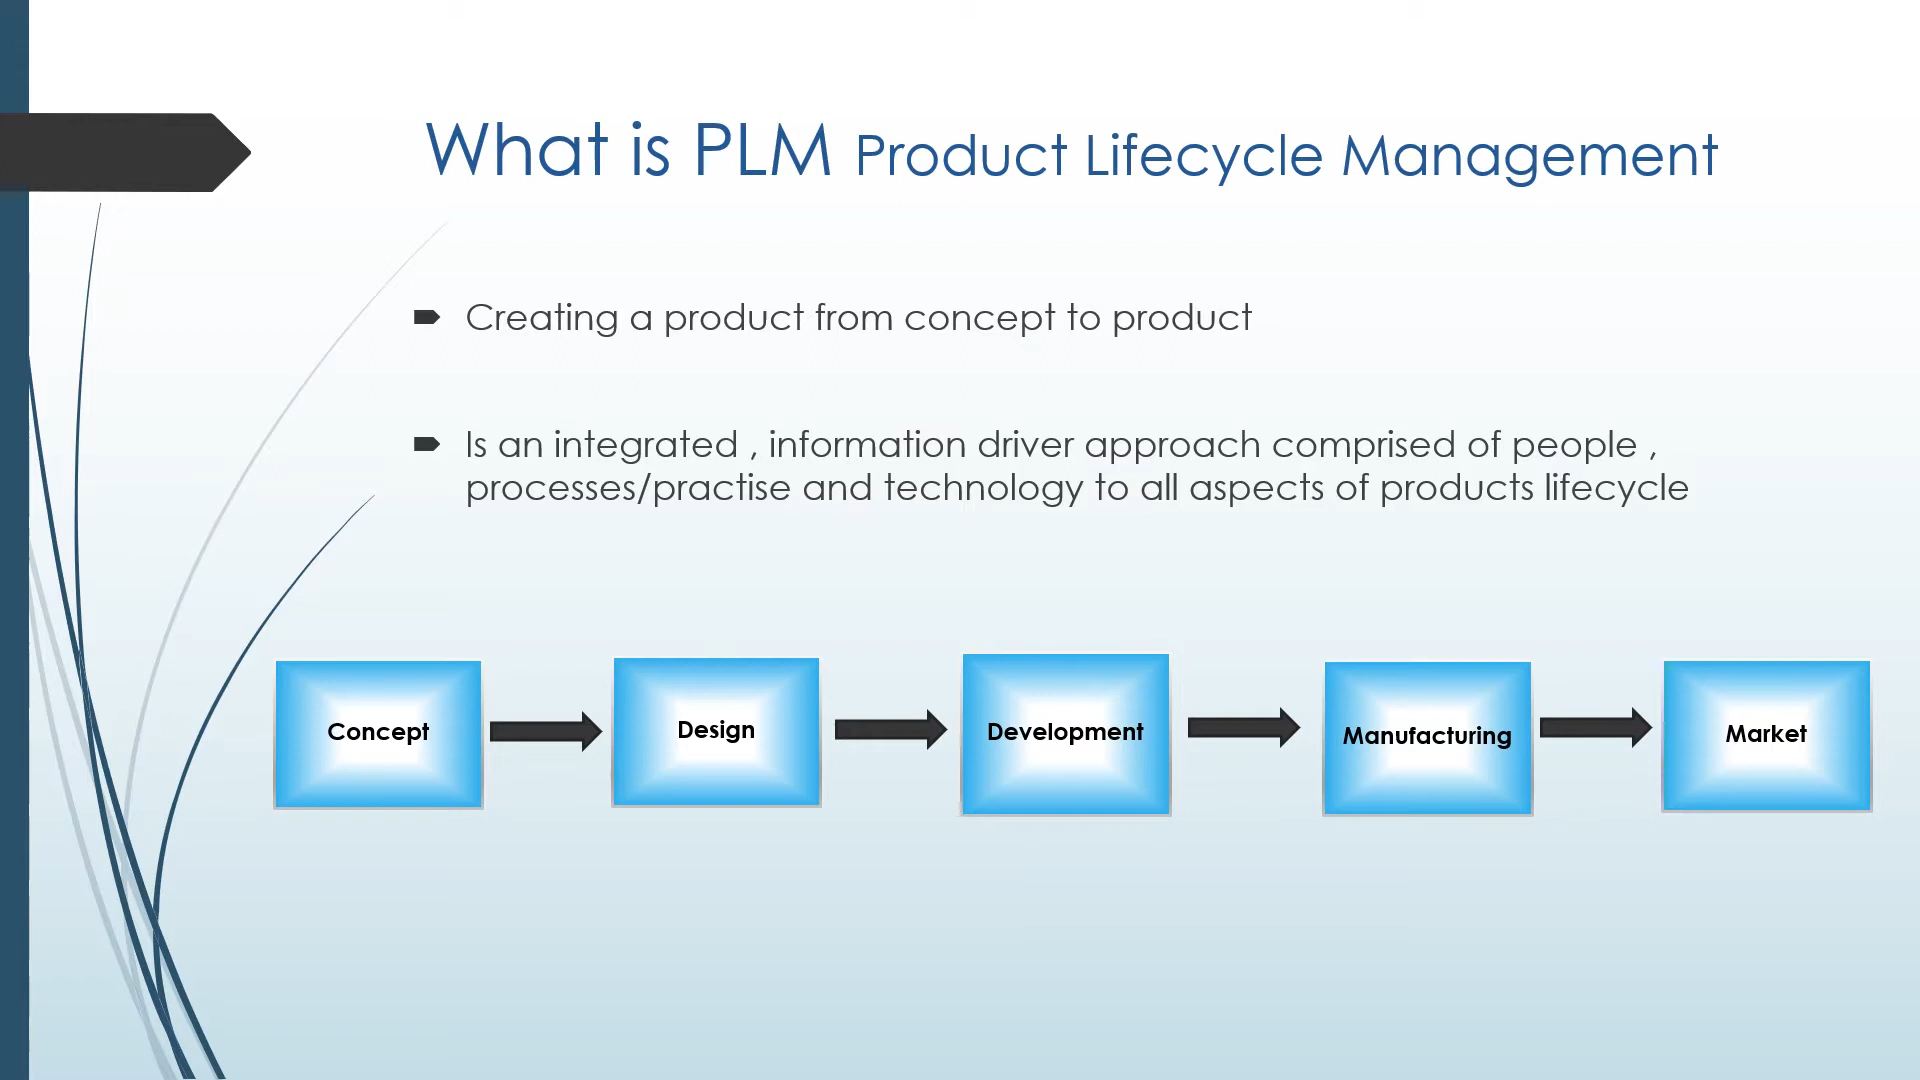 What is PLM Product Lifecycle Management
Creating a product from concept to product
Is an integrated , information driver approach comprised of people ,
processes/practise and technology to all aspects of products lifecycle
Concept
Design
Development
Manufacturing
Market